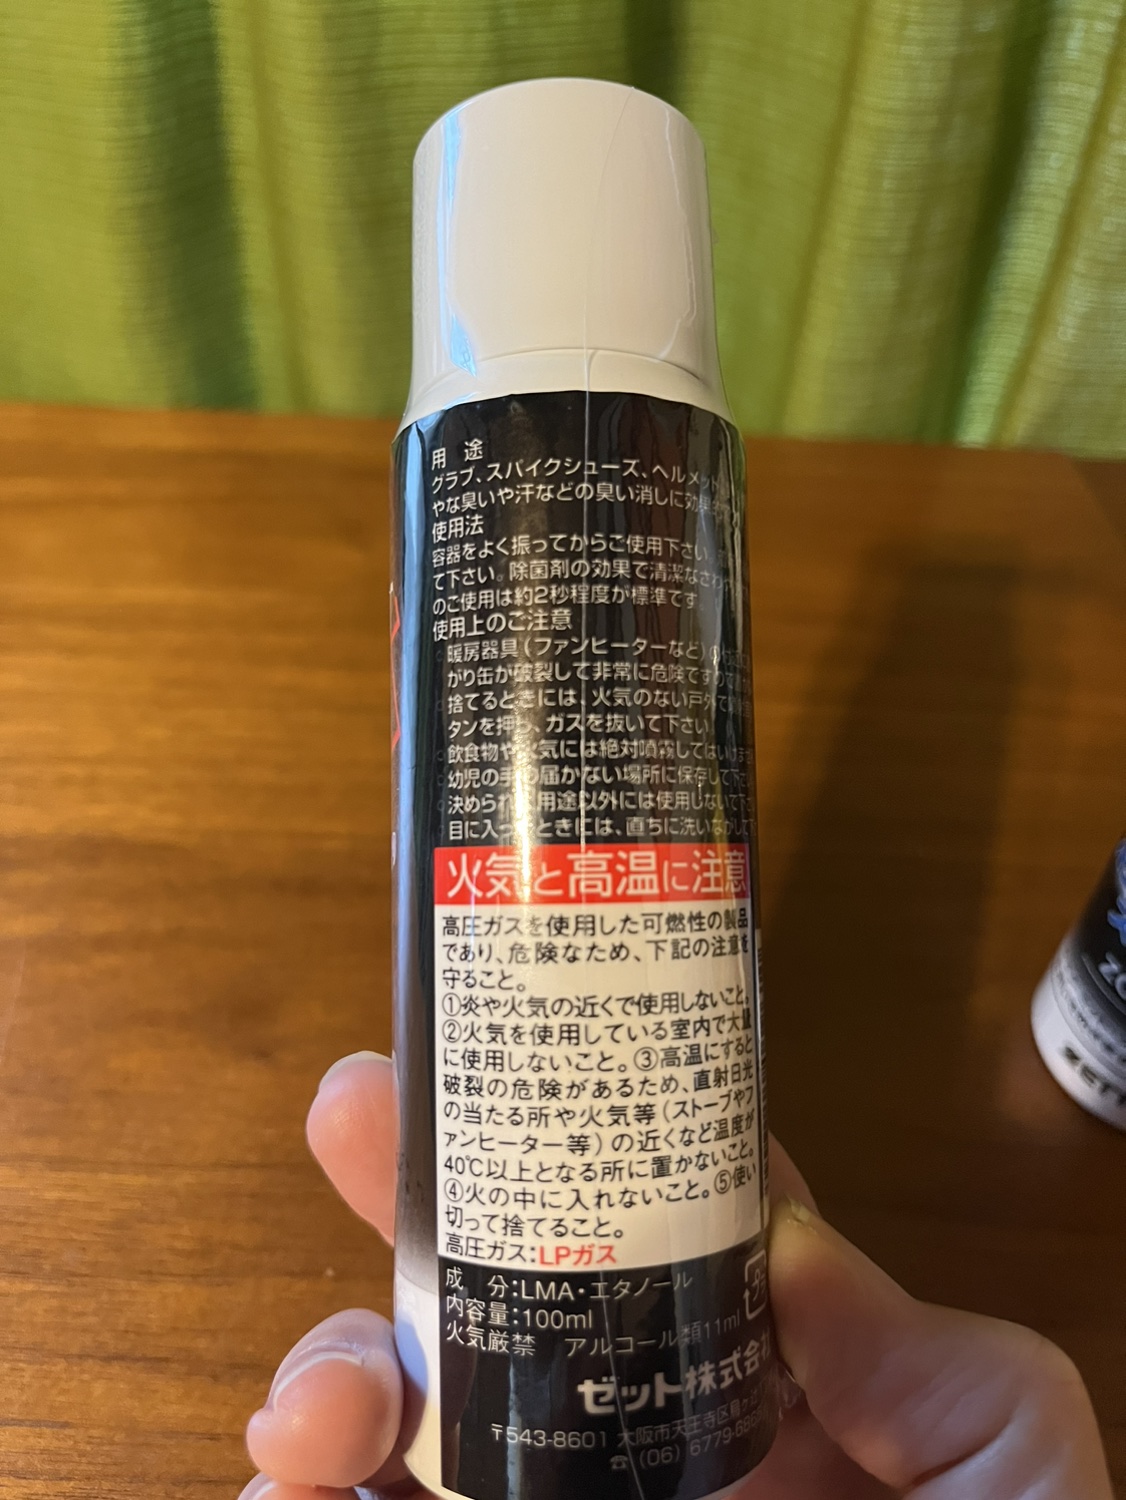 用 途
グラブ、スパイクシューズ、ヘルメット
やな臭いや汗などの臭い消しに効果
使用法
容器をよく振ってからご使用下さい。
て下さい。除菌剤の効果で清潔なさわ
のご使用は約2秒程度が標準です。
使用上のご注意
暖房器具(ファンヒーターなど)
がり缶が破裂して非常に危険です
捨てるときには、火気のない戸外で
タンを押し、ガスを抜いて下さい。
飲食物や火気には絶対噴霧してはいけませ
幼児の手の届かない場所に保存して下さ
決められた用途以外には使用しないで下
目に入ったときには、直ちに洗いながして下
火気と高温に注意
高圧ガスを使用した可燃性の製品
であり、危険なため、下記の注意を
守ること。
①炎や火気の近くで使用しないこと。
②火気を使用している室内で大量
に使用しないこと。③高温にすると
破裂の危険があるため、直射日光
の当たる所や火気等(ストーブやフ
ァンヒーター等)の近くなど温度が
40℃以上となる所に置かないこと。
④火の中に入れないこと。⑤使い
切って捨てること。
高圧ガス:LPガス
成 分:LMA・エタノール
内容量:100ml
火気厳禁 アルコール類11ml
ゼット株式会社
〒543-8601 大阪市天王寺区
☎(06)6779-